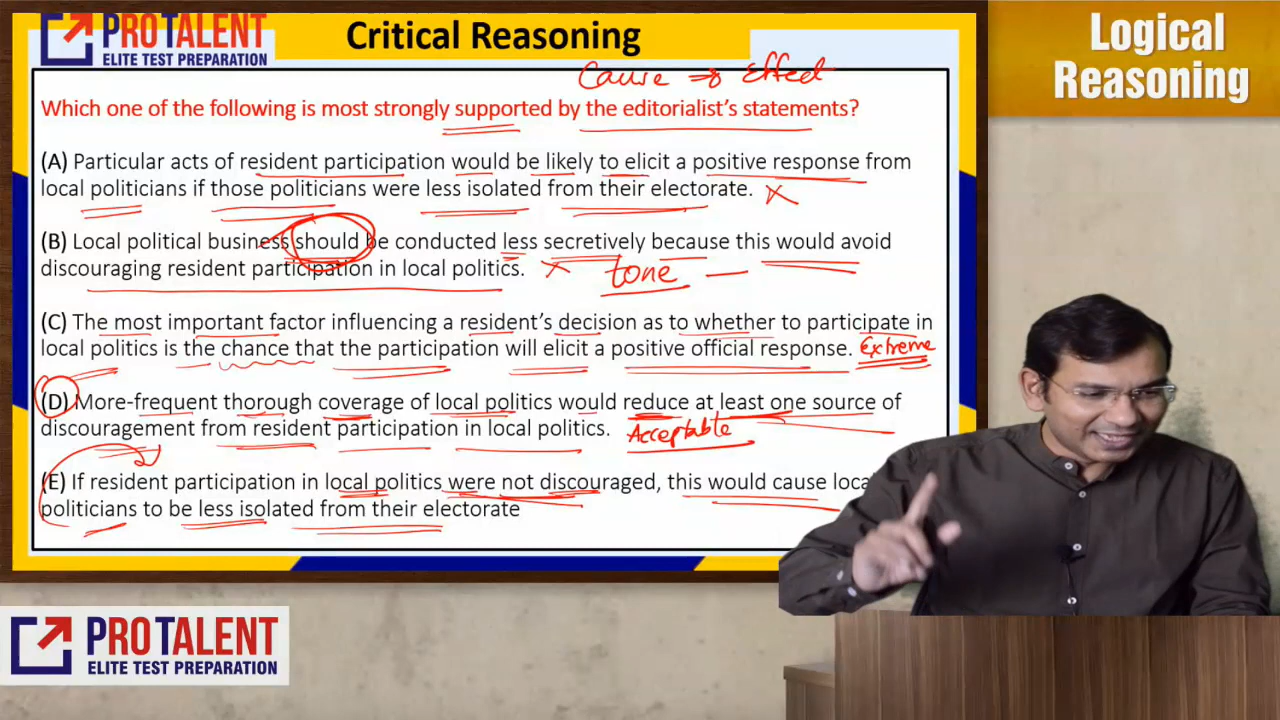 PRO TALENT
ELITE TEST PREPARATION
Critical Reasoning
Logical
Reasoning
Cause ⇒ Effect
Which one of the following is most strongly supported by the editorialist's statements?
(A) Particular acts of resident participation would be likely to elicit a positive response from
local politicians if those politicians were less isolated from their electorate. ×
(B) Local political business should be conducted less secretively because this would avoid
discouraging resident participation in local politics. × tone —
(C) The most important factor influencing a resident's decision as to whether to participate in
local politics is the chance that the participation will elicit a positive official response. Extreme
(D) More-frequent thorough coverage of local politics would reduce at least one source of
discouragement from resident participation in local politics. Acceptable
(E) If resident participation in local politics were not discouraged, this would cause loca
politicians to be less isolated from their electorate
PRO TALENT
ELITE TEST PREPARATION